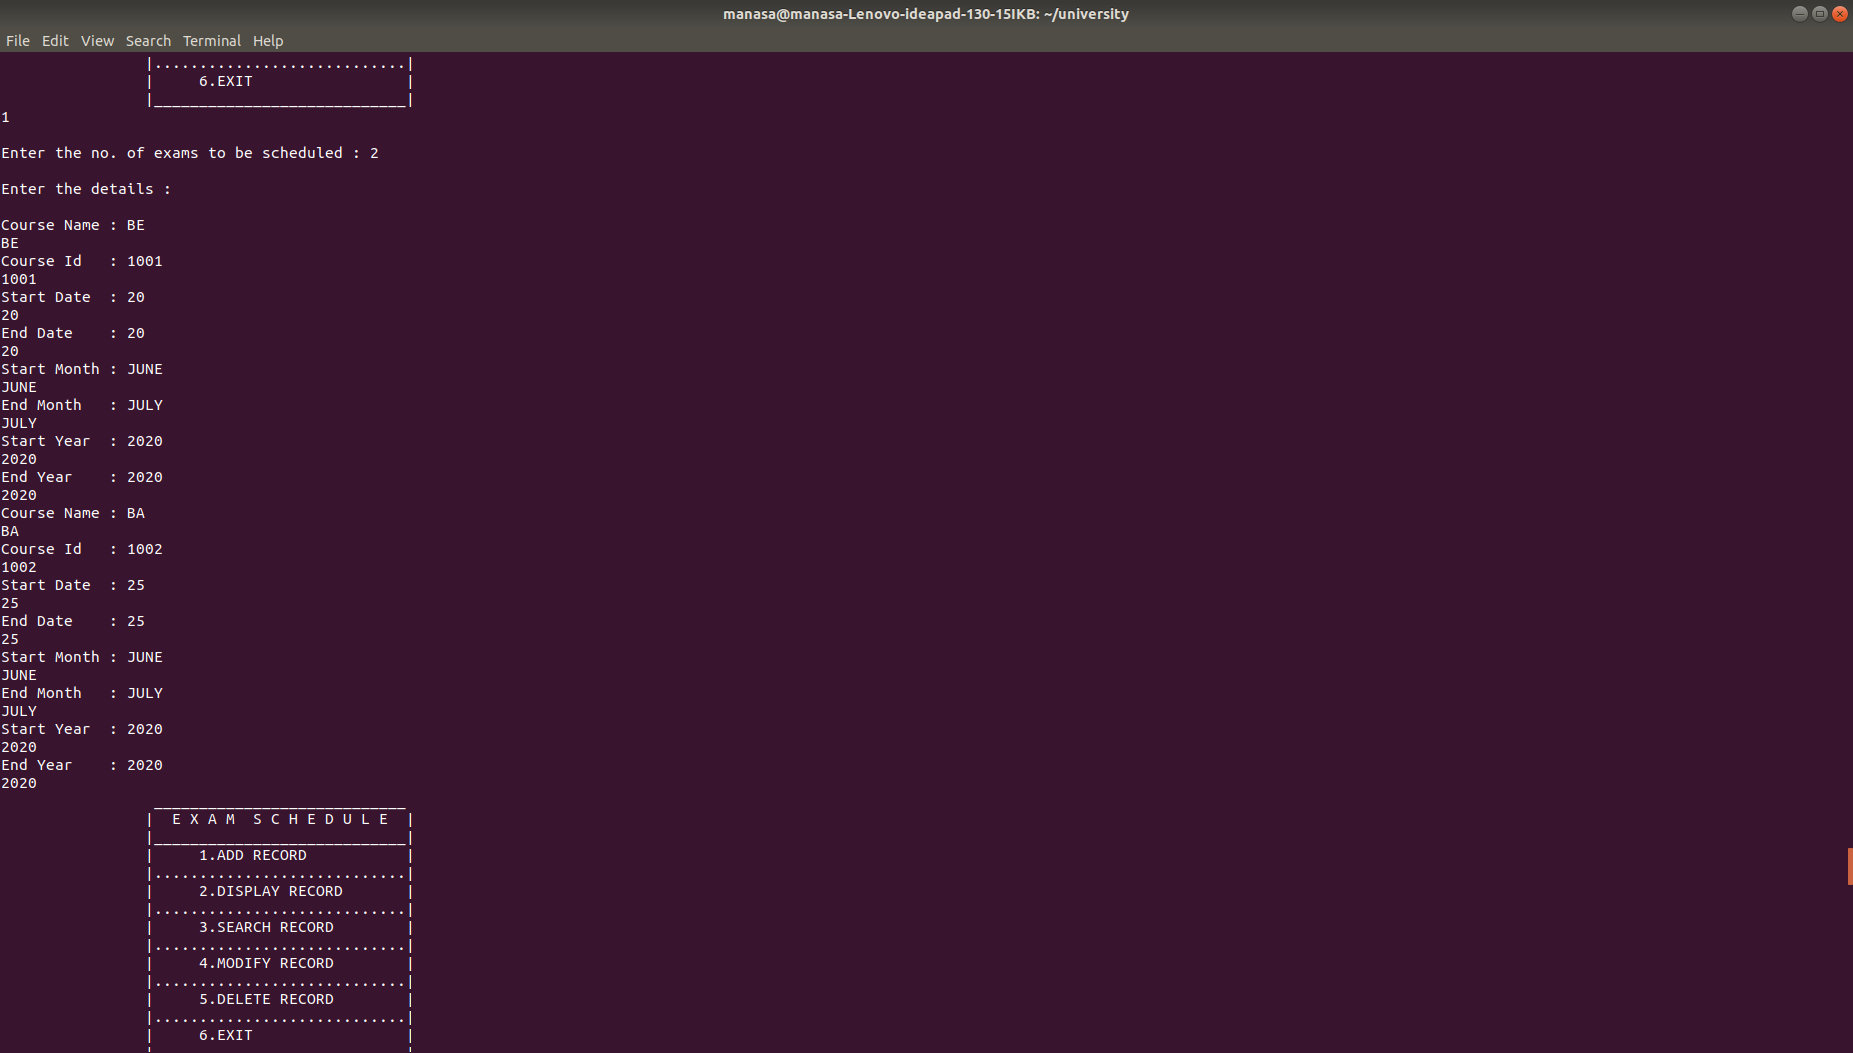 manasa@manasa-Lenovo-ideapad-130-15IKB: ~/university
File Edit View Search Terminal Help
|............................|
|     6.EXIT                 |
|____________________________|
1
Enter the no. of exams to be scheduled : 2
Enter the details :
Course Name : BE
BE
Course Id   : 1001
1001
Start Date  : 20
20
End Date    : 20
20
Start Month : JUNE
JUNE
End Month   : JULY
JULY
Start Year  : 2020
2020
End Year    : 2020
2020
Course Name : BA
BA
Course Id   : 1002
1002
Start Date  : 25
25
End Date    : 25
25
Start Month : JUNE
JUNE
End Month   : JULY
JULY
Start Year  : 2020
2020
End Year    : 2020
2020
____________________________
|  E X A M  S C H E D U L E  |
|____________________________|
|     1.ADD RECORD           |
|............................|
|     2.DISPLAY RECORD       |
|............................|
|     3.SEARCH RECORD        |
|............................|
|     4.MODIFY RECORD        |
|............................|
|     5.DELETE RECORD        |
|............................|
|     6.EXIT                 |